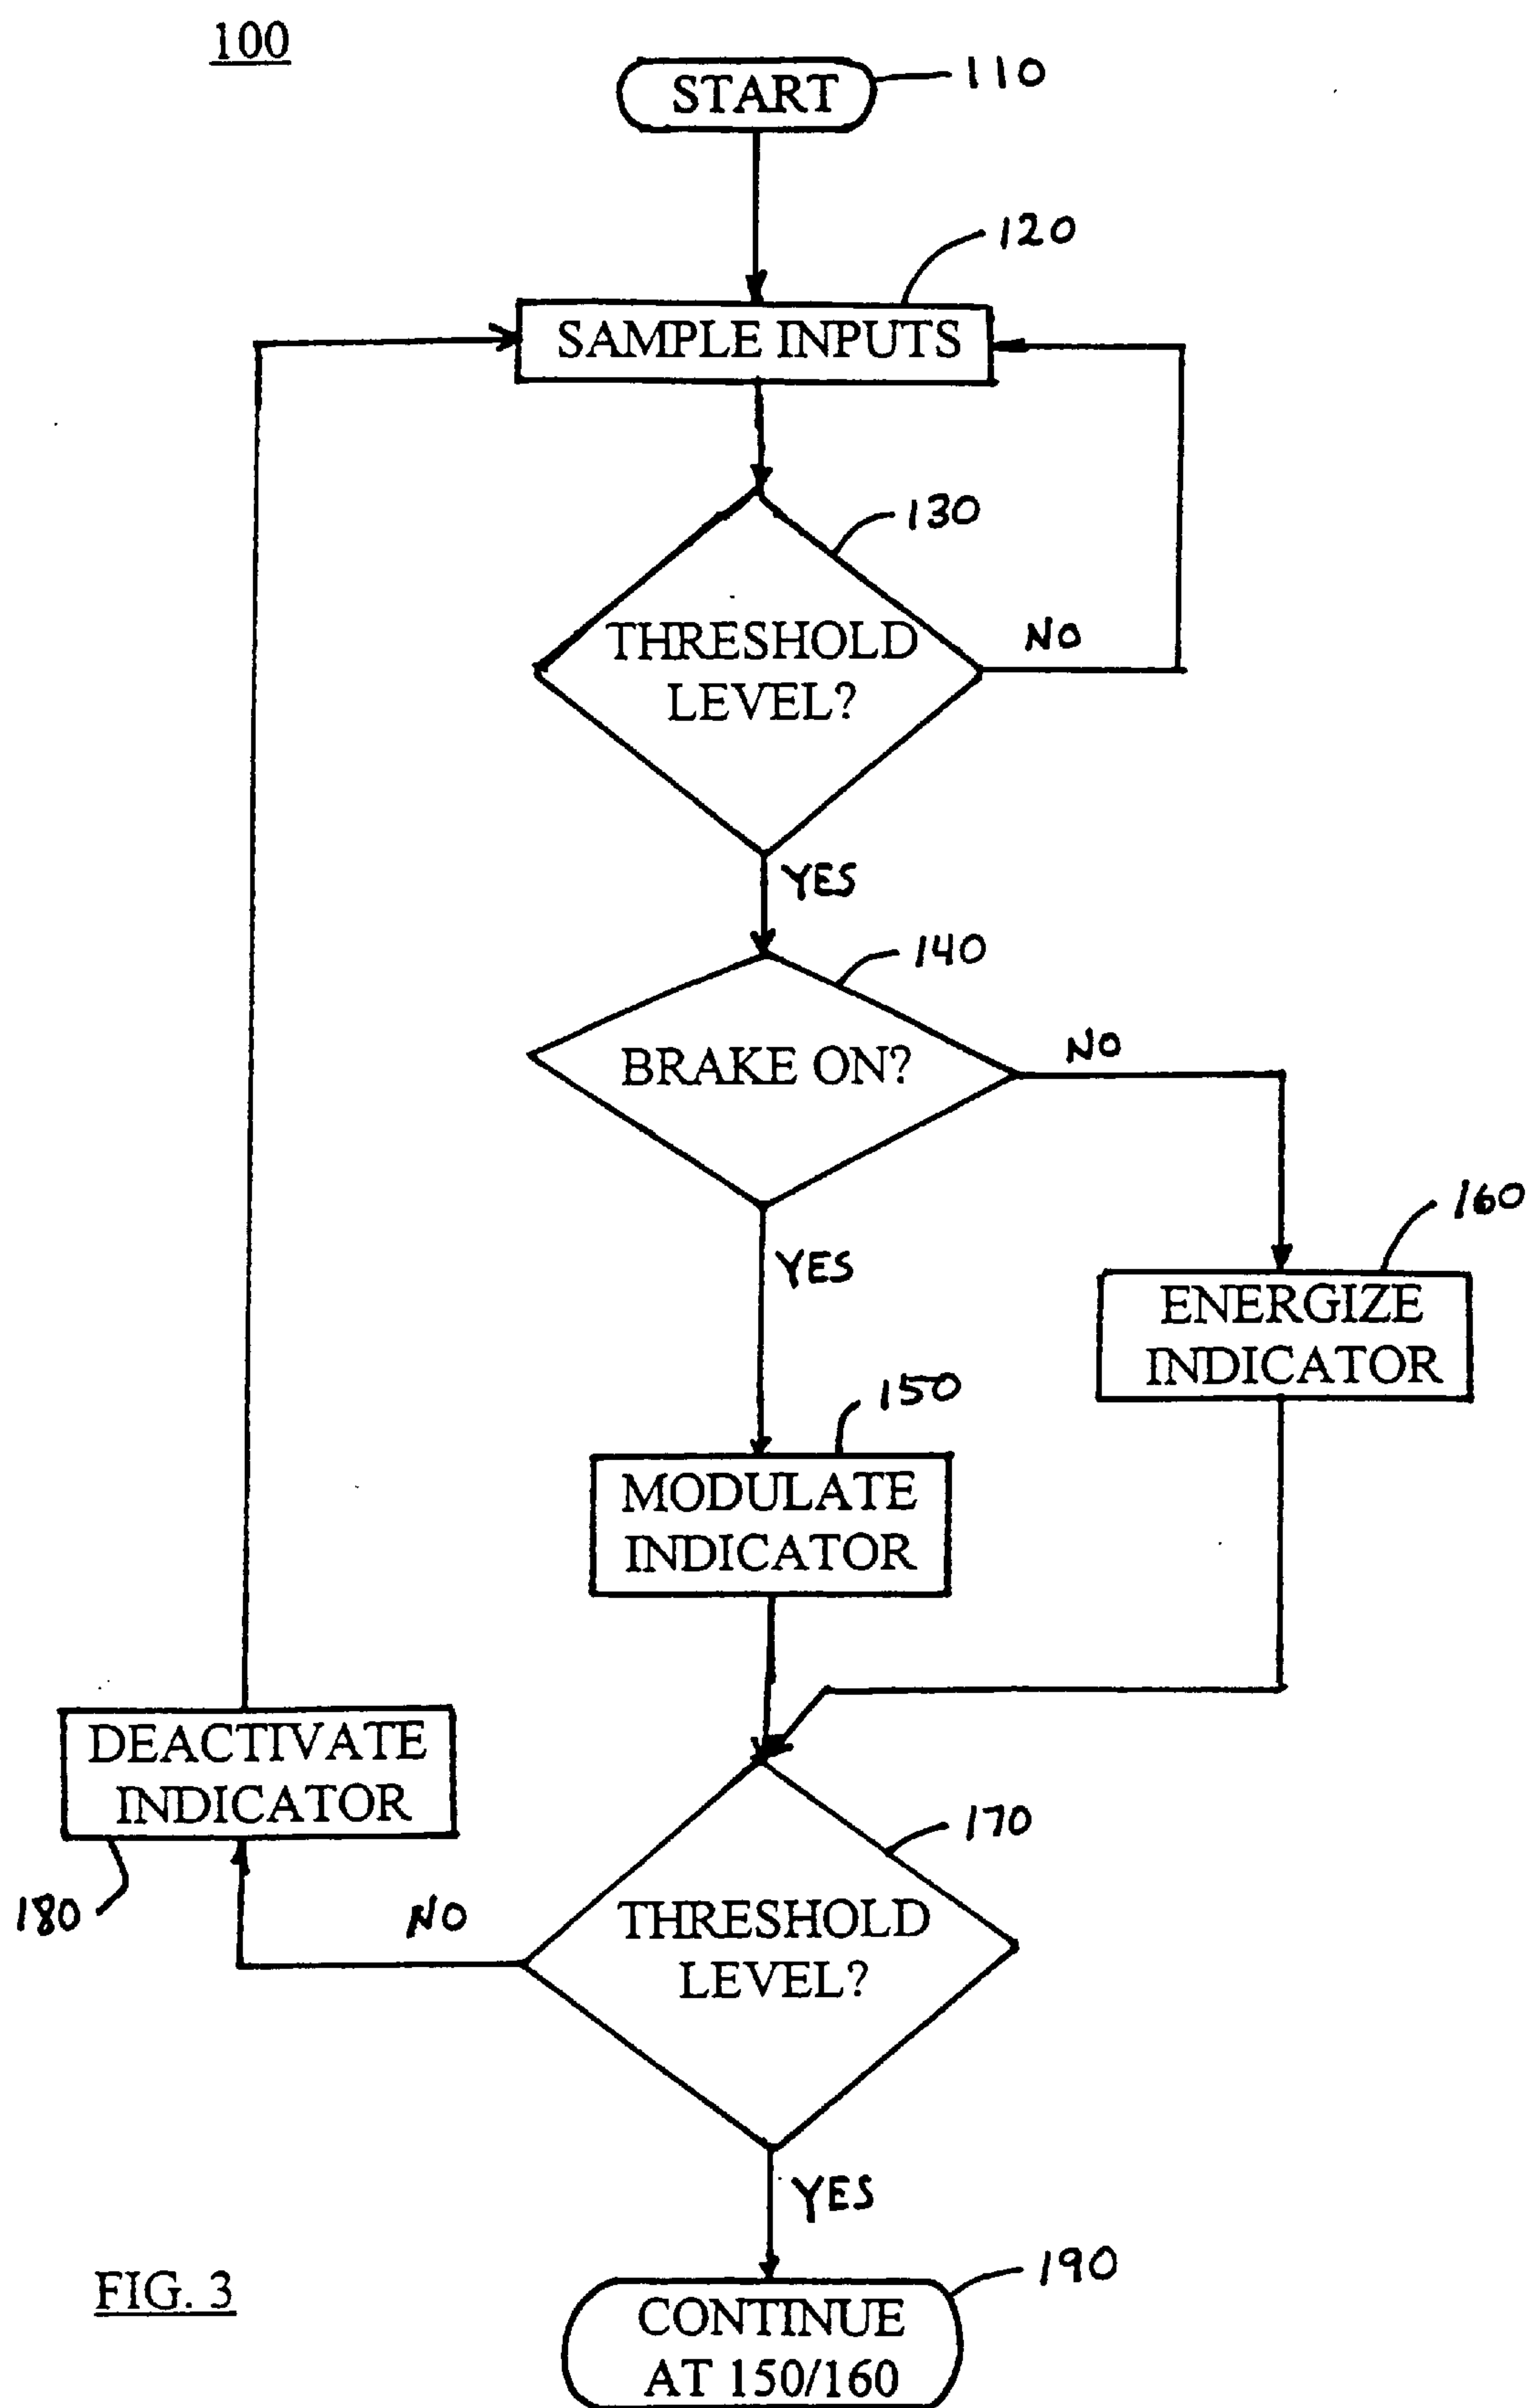 100
START
110
120
SAMPLE INPUTS
130
THRESHOLD
LEVEL?
NO
YES
140
BRAKE ON?
NO
160
YES
ENERGIZE
INDICATOR
150
MODULATE
INDICATOR
DEACTIVATE
INDICATOR
170
180
NO
THRESHOLD
LEVEL?
YES
190
FIG. 3
CONTINUE
AT 150/160